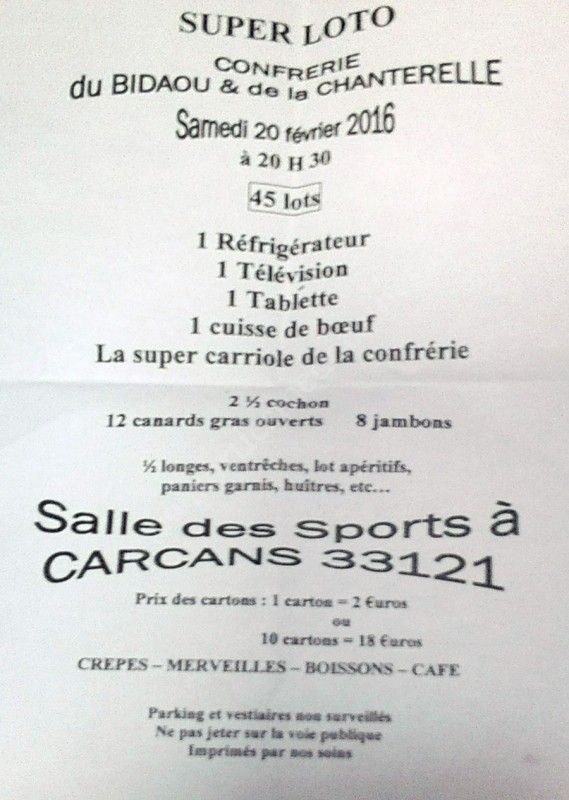 SUPER LOTO
CONFRERIE
du BIDAOU & de la CHANTERELLE
Samedi 20 février 2016
à 20 H 30
45 lots
1 Réfrigérateur
1 Télévision
1 Tablette
1 cuisse de bœuf
La super carriole de la confrérie
2 ½ cochon
12 canards gras ouverts 8 jambons
½ longes, ventrêches, lot apéritifs,
paniers garnis, huîtres, etc...
Salle des Sports à
CARCANS 33121
Prix des cartons : 1 carton = 2 €uros
ou
10 cartons = 18 €uros
CREPES – MERVEILLES – BOISSONS – CAFE
Parking et vestiaires non surveillés
Ne pas jeter sur la voie publique
Imprimés par nos soins